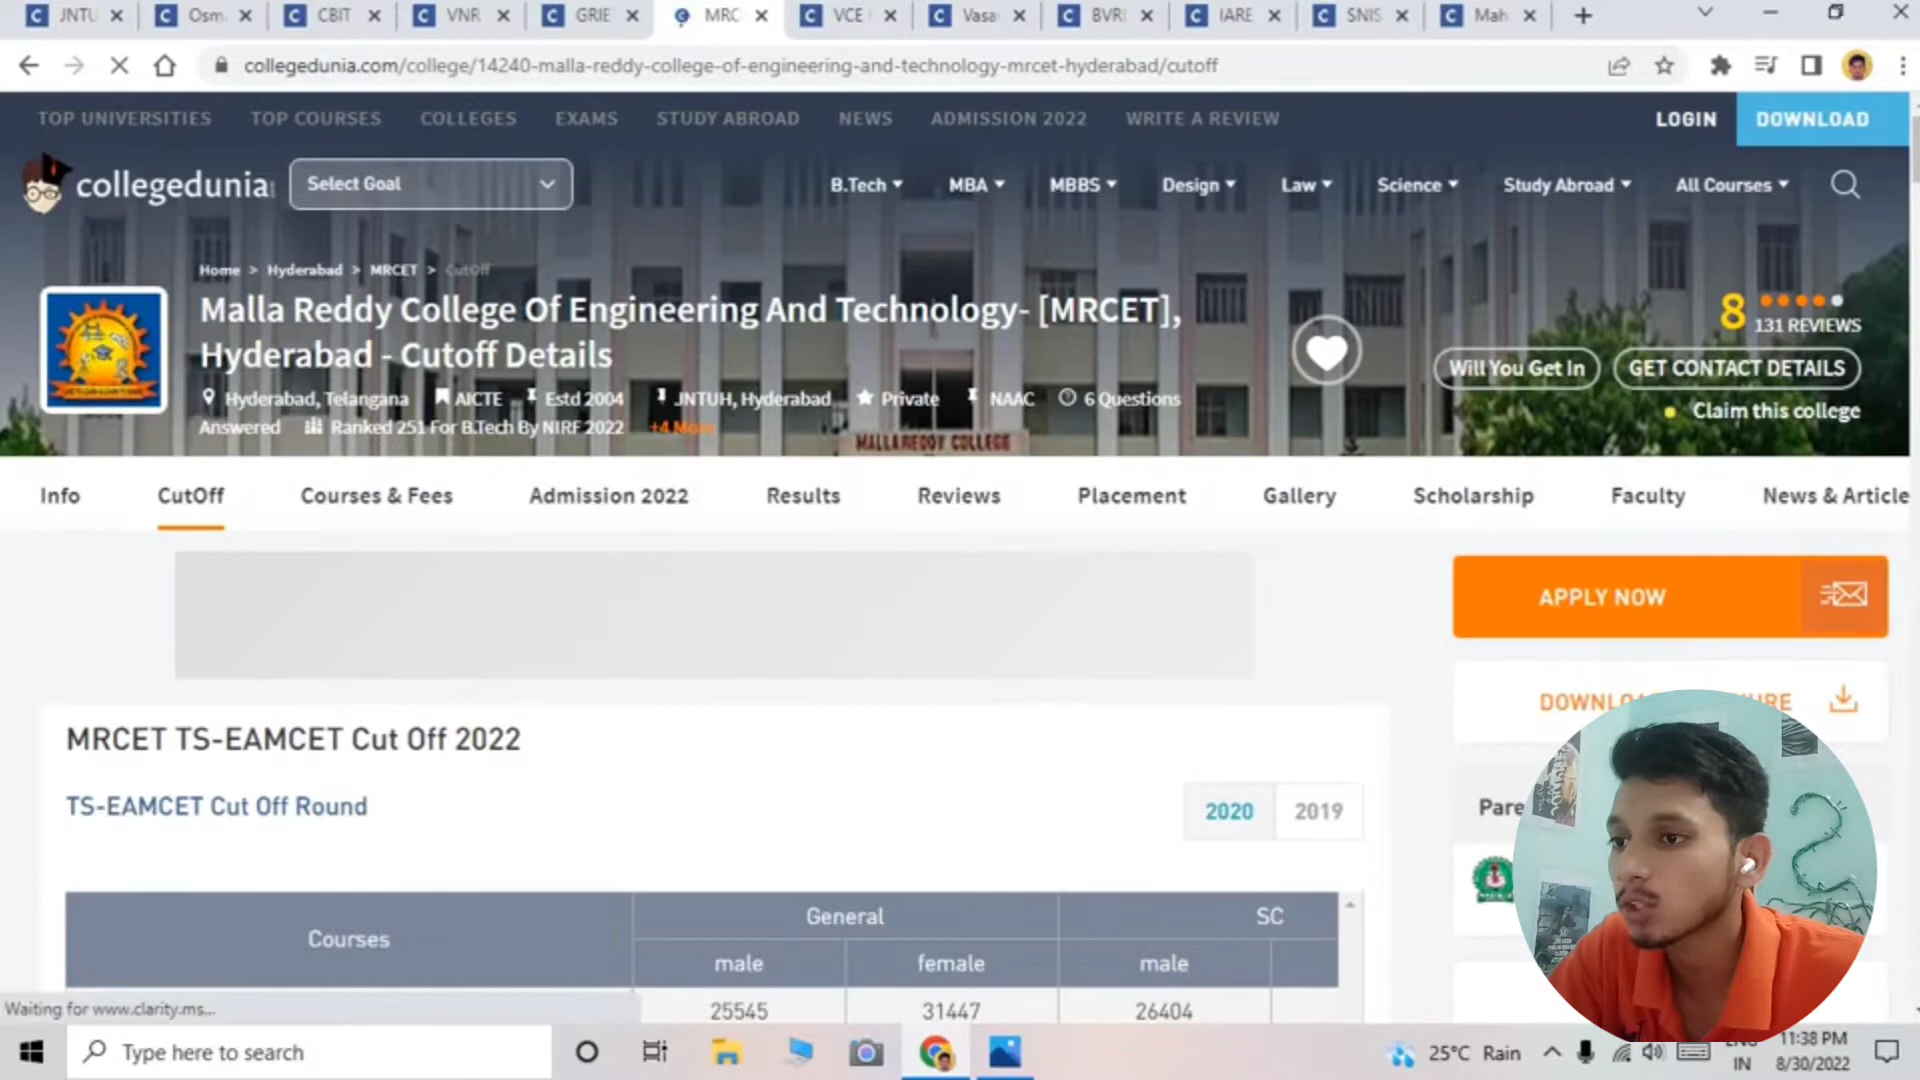 JNTU
Osm
CBIT
VNR
GRIE
MRC
VCE
Vasa
BVRI
IARE
SNIS
Mah
collegedunia.com/college/14240-malla-reddy-college-of-engineering-and-technology-mrcet-hyderabad/cutoff
TOP UNIVERSITIES TOP COURSES COLLEGES EXAMS STUDY ABROAD NEWS ADMISSION 2022 WRITE A REVIEW LOGIN DOWNLOAD
collegedunia Select Goal B.Tech MBA MBBS Design Law Science Study Abroad All Courses
Home > Hyderabad > MRCET > CutOff
Malla Reddy College Of Engineering And Technology- [MRCET],
Hyderabad - Cutoff Details
8 131 REVIEWS
Will You Get In GET CONTACT DETAILS
Hyderabad, Telangana AICTE Estd 2004 JNTUH, Hyderabad Private NAAC 6 Questions
Answered Ranked 251 For B.Tech By NIRF 2022 +4 More
Claim this college
MALLA REDDY COLLEGE
Info CutOff Courses & Fees Admission 2022 Results Reviews Placement Gallery Scholarship Faculty News & Article
APPLY NOW
MRCET TS-EAMCET Cut Off 2022
TS-EAMCET Cut Off Round
2020 2019
Courses General SC
male female male
25545 31447 26404
Waiting for www.clarity.ms...
Type here to search
25°C Rain
IN
11:38 PM
8/30/2022